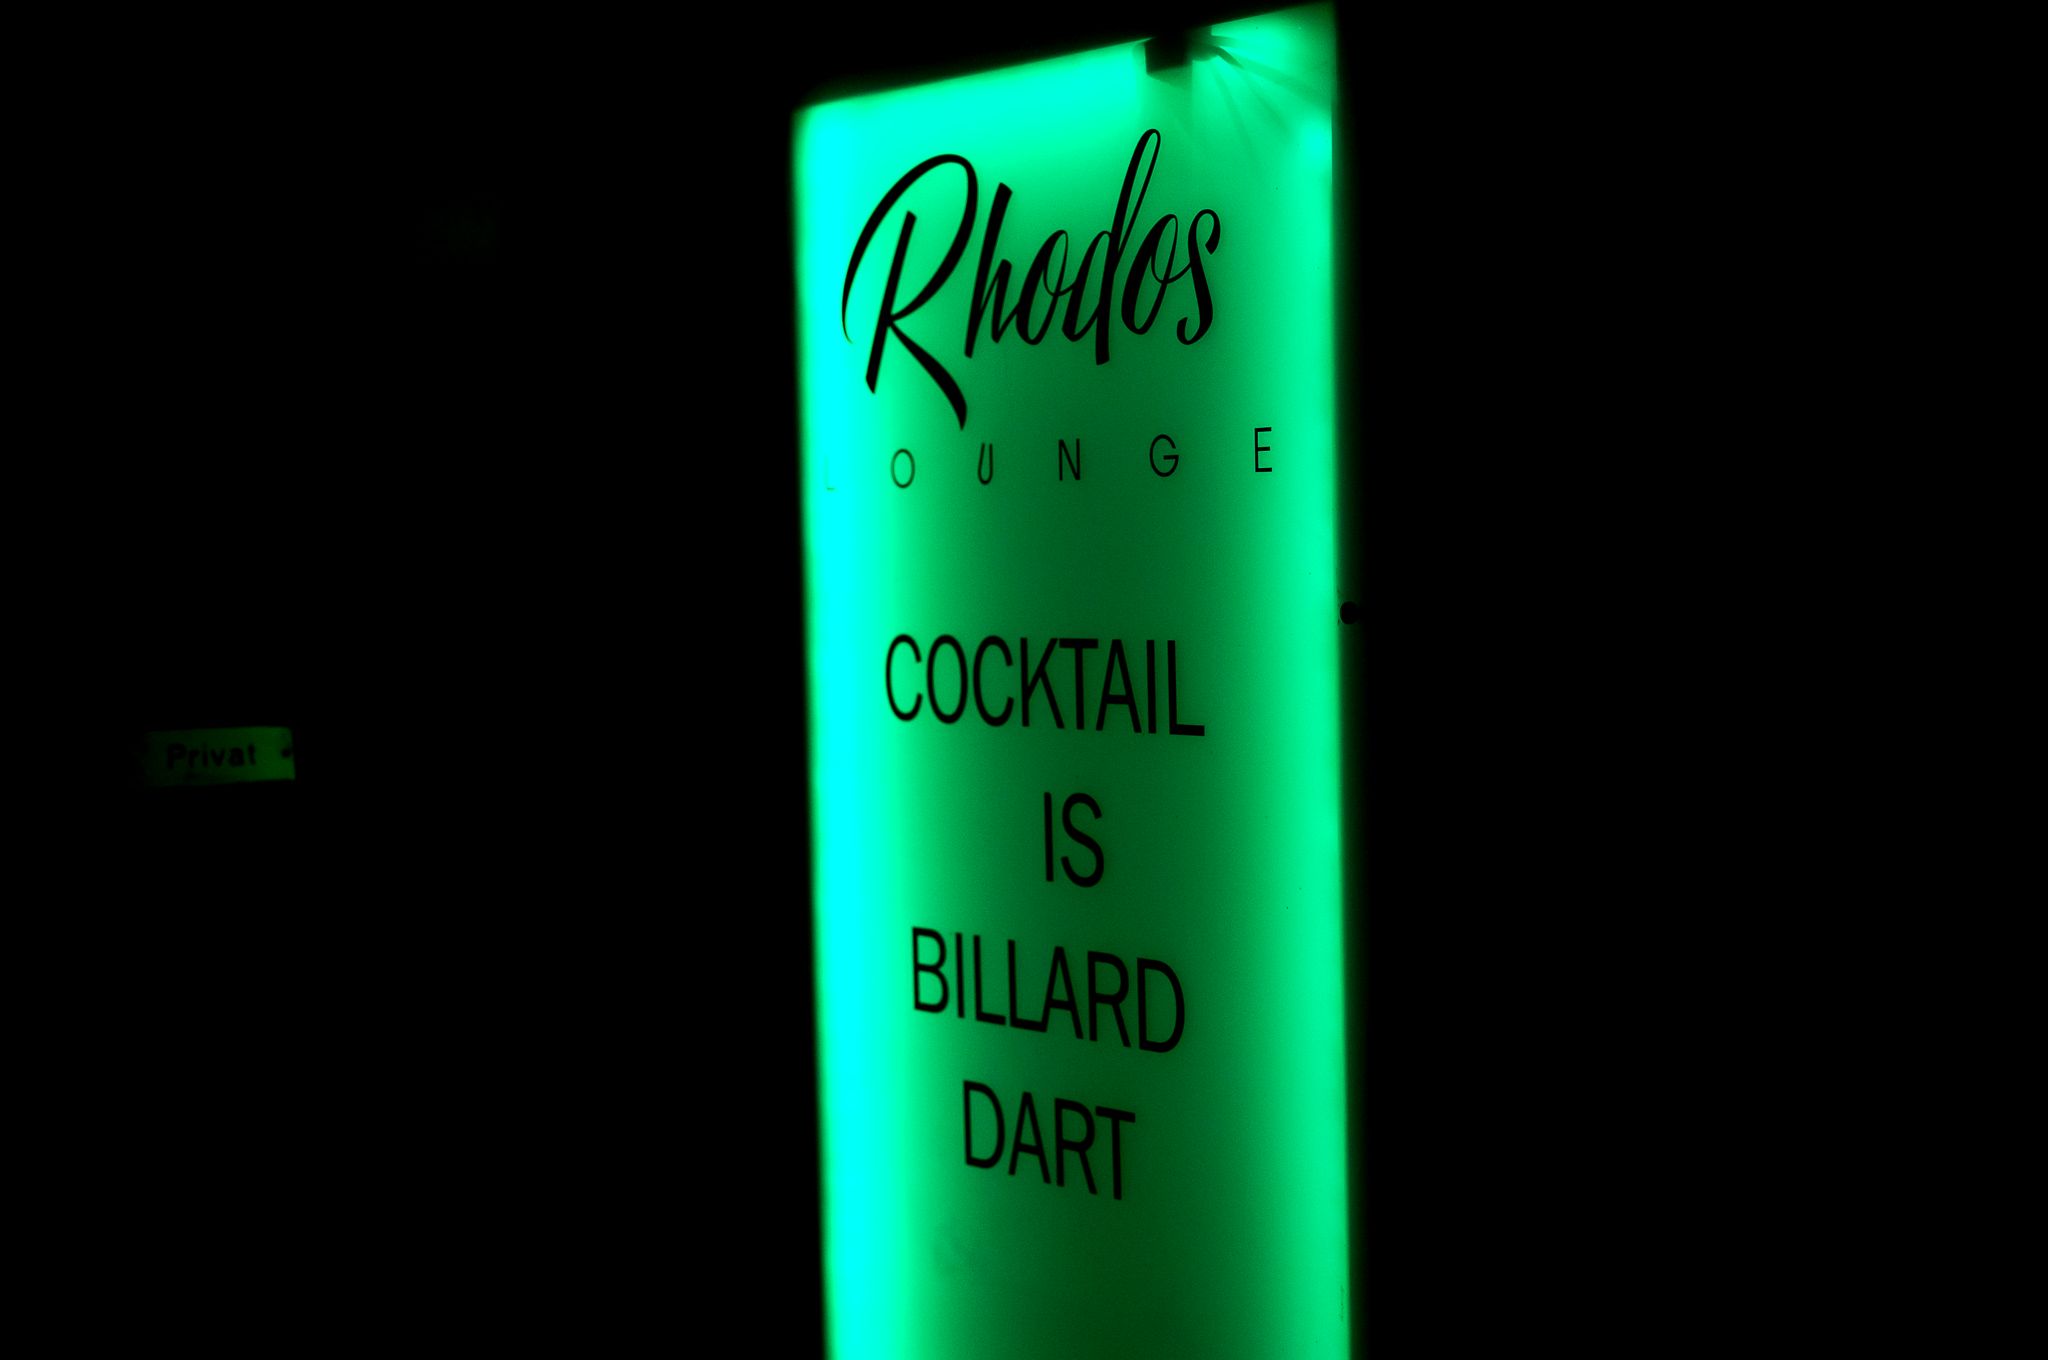 Rhodos
LOUNGE
COCKTAIL
IS
BILLARD
DART
Privat